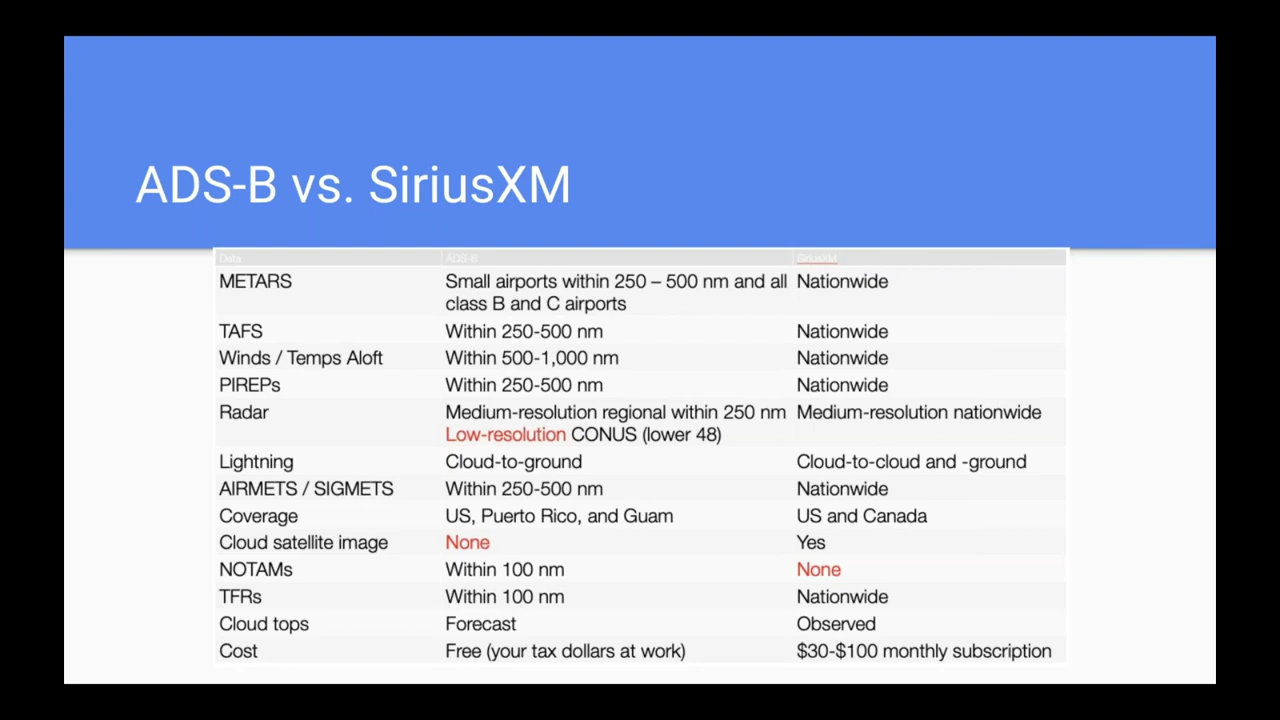 ADS-B vs. SiriusXM
Data ADS-B SiriusXM
METARS Small airports within 250 – 500 nm and all Nationwide
class B and C airports
TAFS Within 250-500 nm Nationwide
Winds / Temps Aloft Within 500-1,000 nm Nationwide
PIREPs Within 250-500 nm Nationwide
Radar Medium-resolution regional within 250 nm Medium-resolution nationwide
Low-resolution CONUS (lower 48)
Lightning Cloud-to-ground Cloud-to-cloud and -ground
AIRMETS / SIGMETS Within 250-500 nm Nationwide
Coverage US, Puerto Rico, and Guam US and Canada
Cloud satellite image None Yes
NOTAMs Within 100 nm None
TFRs Within 100 nm Nationwide
Cloud tops Forecast Observed
Cost Free (your tax dollars at work) $30-$100 monthly subscription